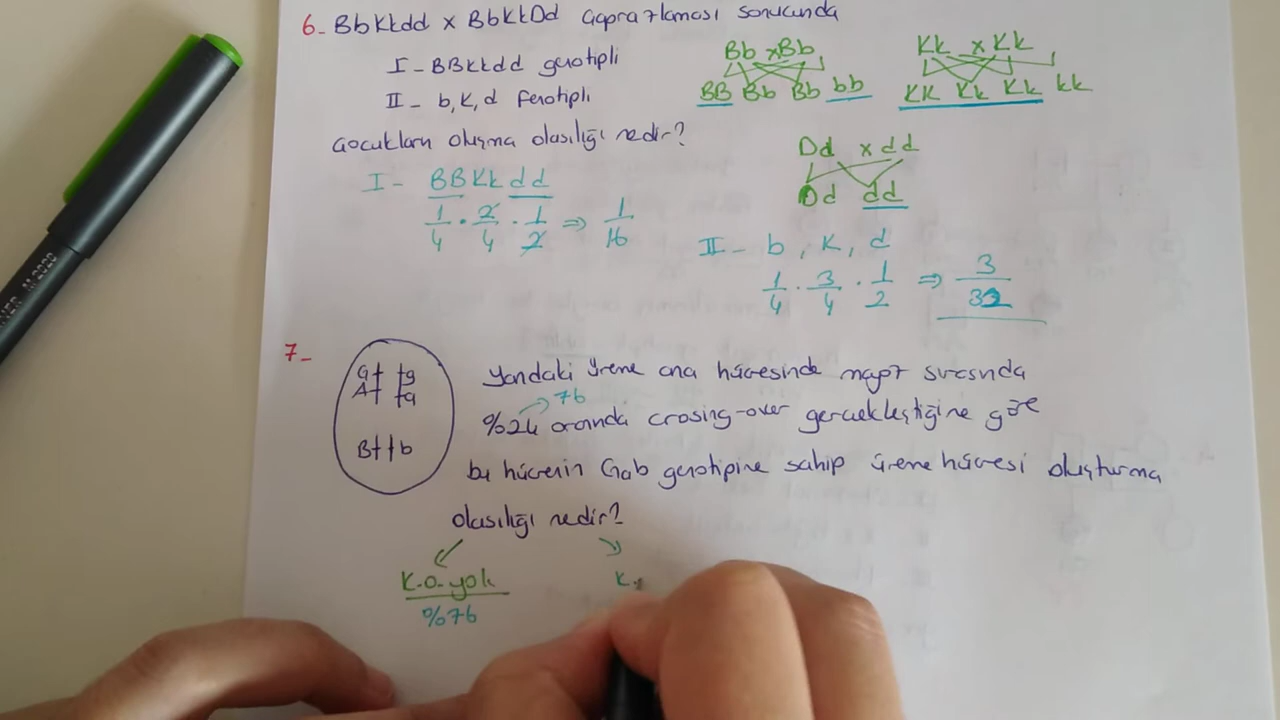 6- BbKkdd x BbKkDd çaprazlaması sonucunda
I - BBKkdd genotipli
II - b, K, d fenotipli
çocukların oluşma olasılığı nedir?
Bb x Bb
BB Bb Bb bb
Kk x Kk
KK Kk Kk kk
Dd x dd
Dd dd
I - BBKkdd
1/4 . 2/4 . 1/2 ⇒ 1/16
II - b, K, d
1/4 . 3/4 . 1/2 ⇒ 3/32
7-
G g
A a
B b
Yandaki üreme ana hücresinde mayoz sırasında
76
%24 oranında crosing-over gerçekleştiğine göre
bu hücrenin Gab genotipine sahip üreme hücresi oluşturma
olasılığı nedir?
K.O. yok
%76
K.